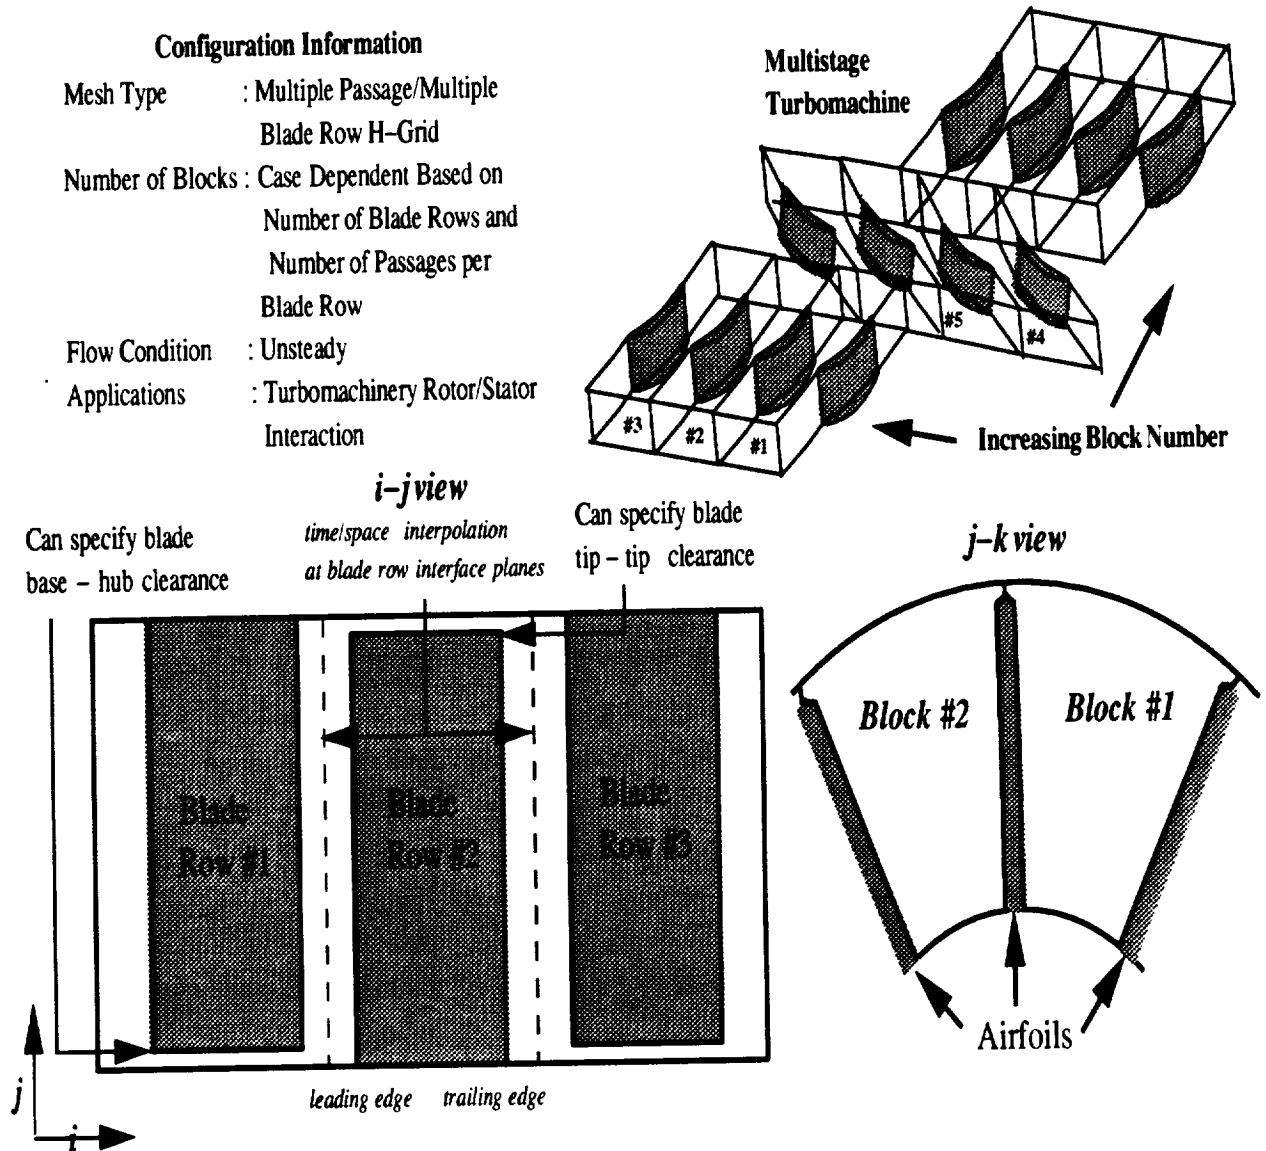 Configuration Information
Mesh Type : Multiple Passage/Multiple
Blade Row H-Grid
Number of Blocks : Case Dependent Based on
Number of Blade Rows and
Number of Passages per
Blade Row
Flow Condition : Unsteady
Applications : Turbomachinery Rotor/Stator
Interaction
Multistage
Turbomachine
#5
#4
#3
#2
#1
Increasing Block Number
i-j view
Can specify blade
base - hub clearance
time/space interpolation
at blade row interface planes
Can specify blade
tip - tip clearance
Blade
Row #1
Blade
Row #2
Blade
Row #3
leading edge trailing edge
j
i
j-k view
Block #2
Block #1
Airfoils